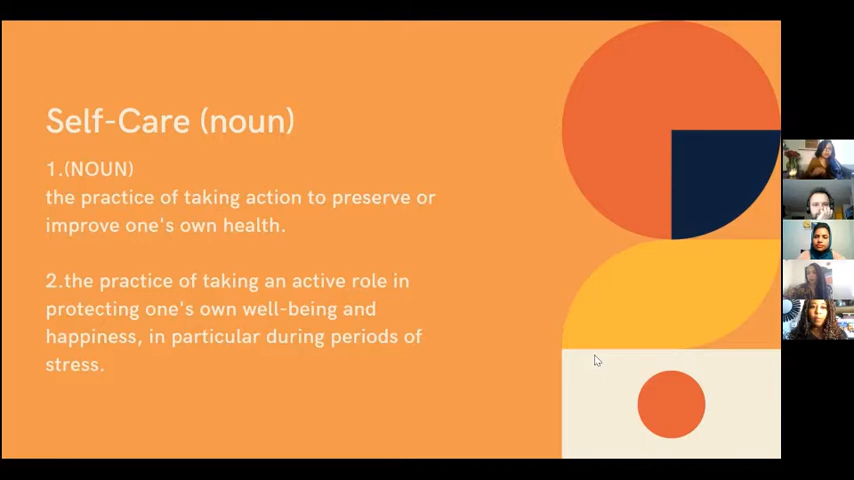 Self-Care (noun)
1.(NOUN)
the practice of taking action to preserve or
improve one's own health.
2.the practice of taking an active role in
protecting one's own well-being and
happiness, in particular during periods of
stress.